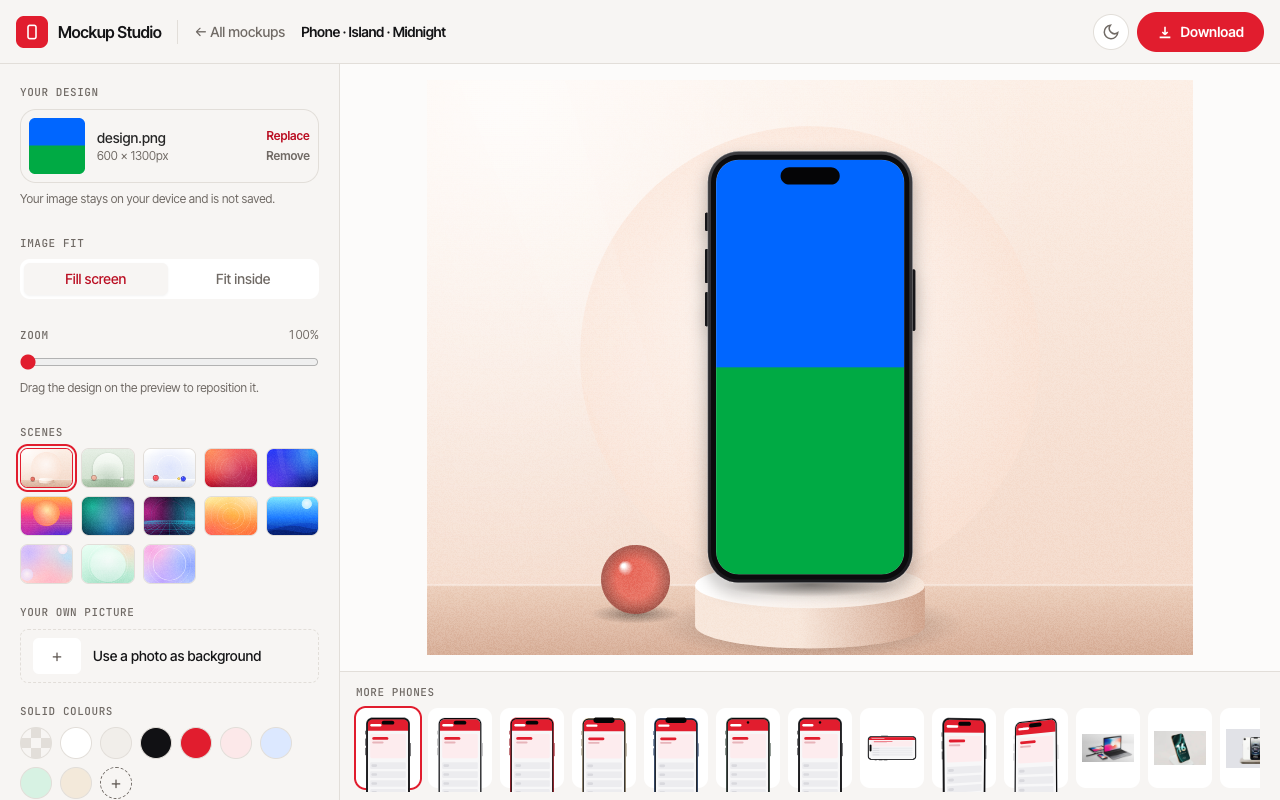 Mockup Studio
← All mockups
Phone · Island · Midnight
Download
YOUR DESIGN
design.png
600 × 1300px
Replace
Remove
Your image stays on your device and is not saved.
IMAGE FIT
Fill screen
Fit inside
ZOOM
100%
Drag the design on the preview to reposition it.
SCENES
YOUR OWN PICTURE
+
Use a photo as background
SOLID COLOURS
+
MORE PHONES
16